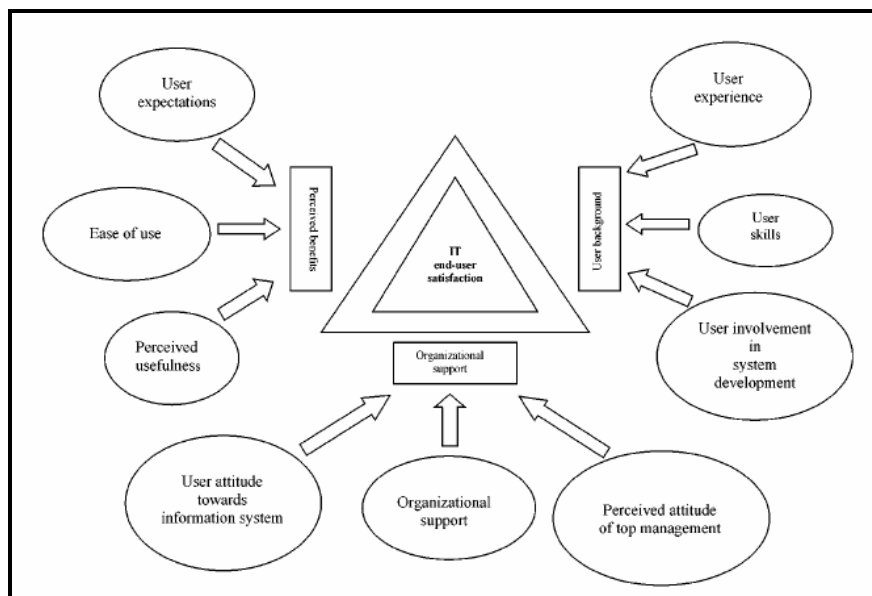 User
expectations
User
experience
Perceived benefits
User background
Ease of use
IT
end-user
satisfaction
User
skills
Perceived
usefulness
Organizational
support
User involvement
in
system
development
User attitude
towards
information system
Organizational
support
Perceived attitude
of top management